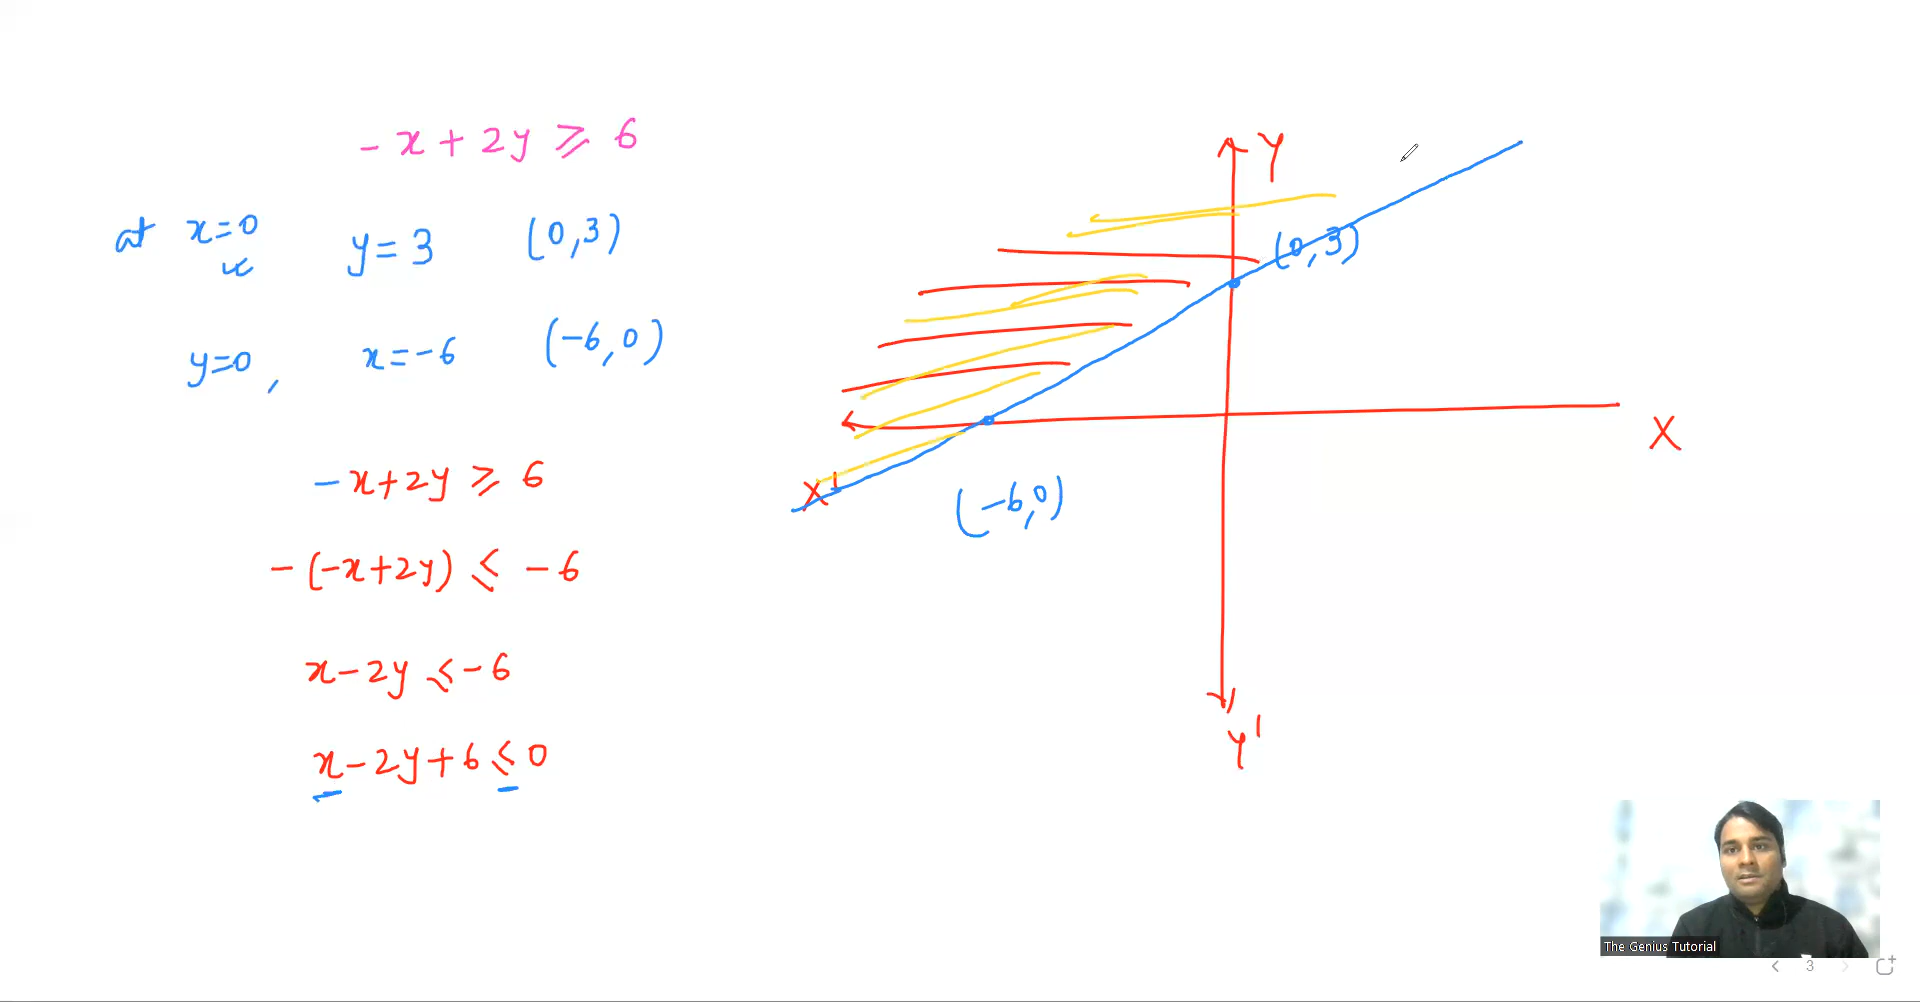 -x + 2y ⩾ 6
at x=0 y=3 (0,3)
y=0, x=-6 (-6,0)
-x+2y ⩾ 6
-(-x+2y) ⩽ -6
x-2y ⩽ -6
x-2y+6 ⩽ 0
Y
(0,3)
X
X'
(-6,0)
Y'
The Genius Tutorial
3